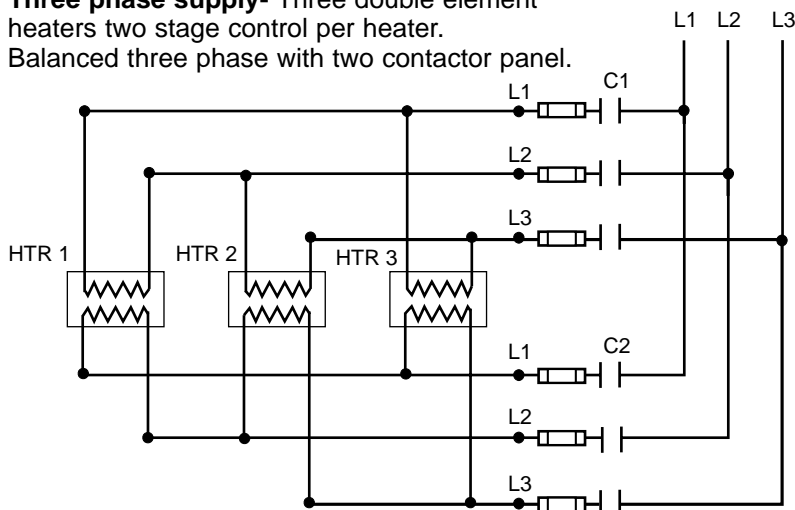 Three phase supply- Three double element
heaters two stage control per heater.
Balanced three phase with two contactor panel.
L1 L2 L3
L1 C1
L2
L3
HTR 1 HTR 2 HTR 3
L1 C2
L2
L3